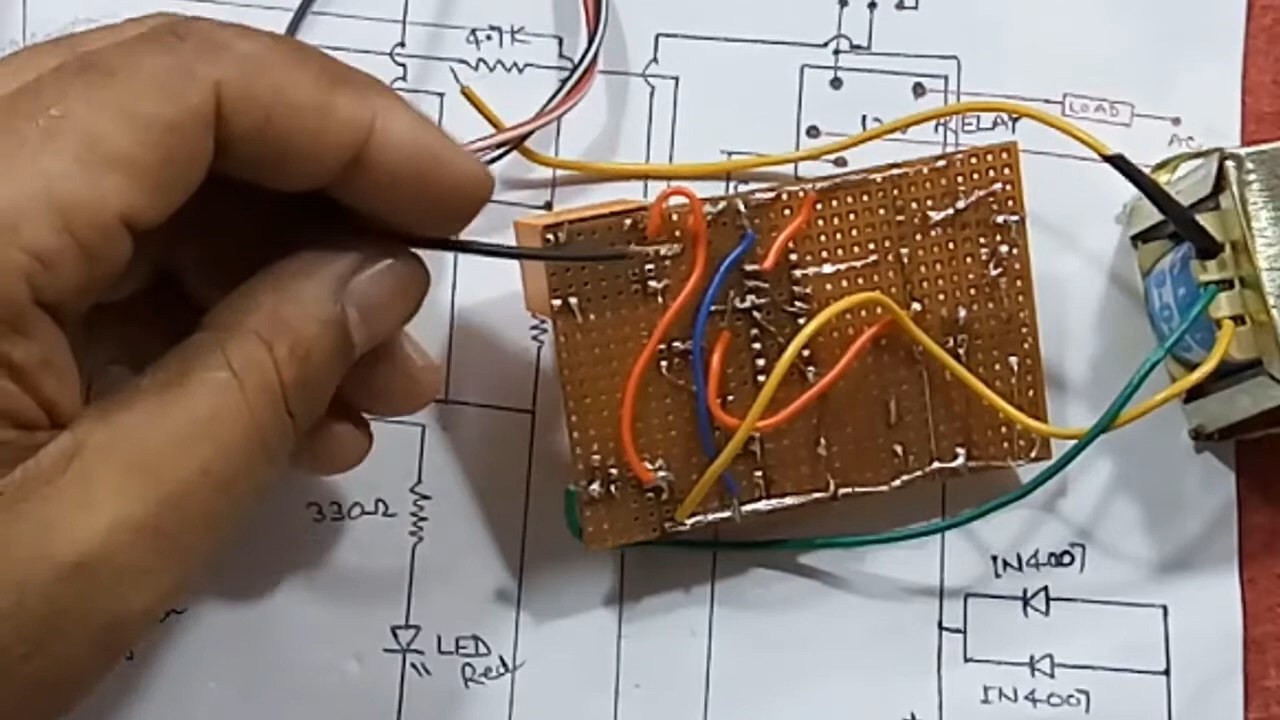 4.7K
LOAD
AC
RELAY
330Ω
IN4007
LED
Red
IN4007